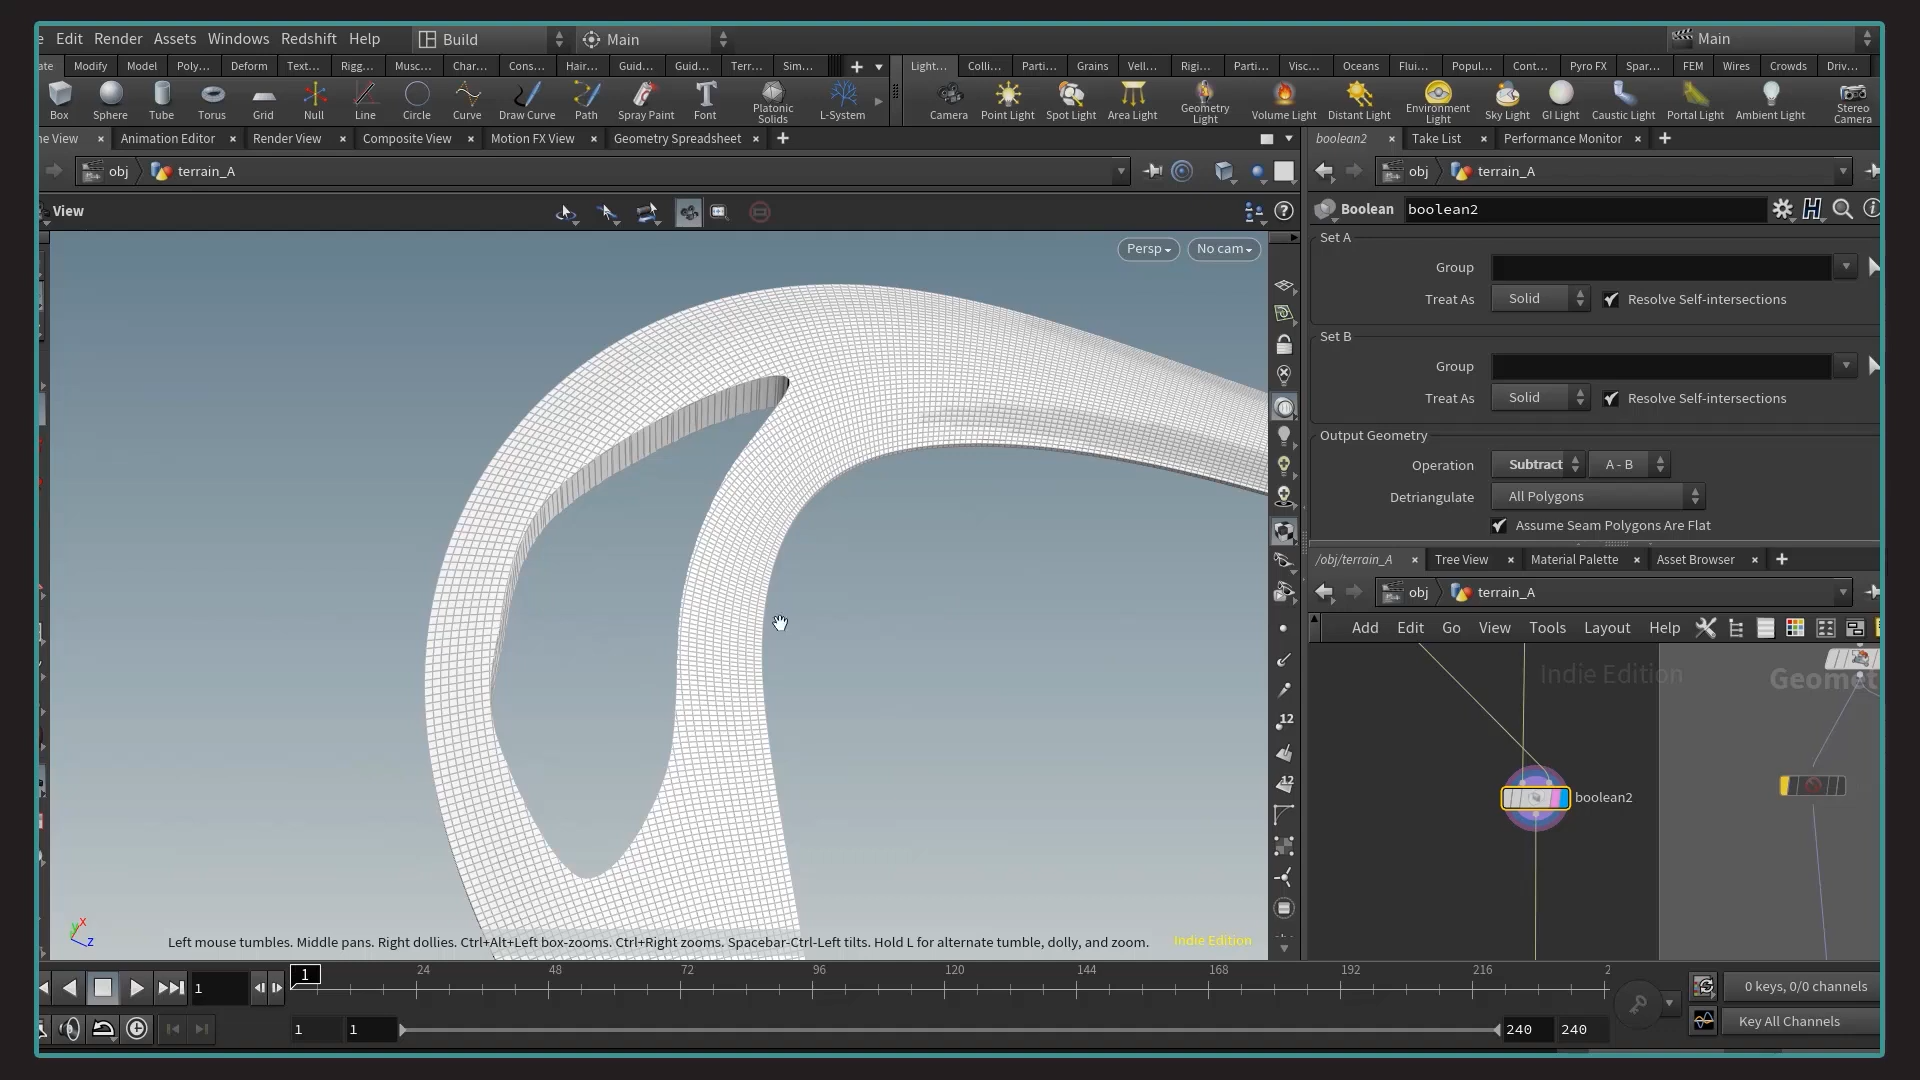 e Edit Render Assets Windows Redshift Help Build Main Main
ate Modify Model Poly... Deform Text... Rigg... Musc... Char... Cons... Hair... Guid... Guid... Terr... Sim... Light... Colli... Parti... Grains Vell... Rigi... Parti... Visc... Oceans Flui... Popul... Cont... Pyro FX Spar... FEM Wires Crowds Driv...
Box Sphere Tube Torus Grid Null Line Circle Curve Draw Curve Path Spray Paint Font Platonic Solids L-System Camera Point Light Spot Light Area Light Geometry Light Volume Light Distant Light Environment Light Sky Light GI Light Caustic Light Portal Light Ambient Light Stereo Camera
ne View Animation Editor Render View Composite View Motion FX View Geometry Spreadsheet
boolean2 Take List Performance Monitor
obj terrain_A
obj terrain_A
View
Boolean boolean2
Persp No cam
Set A
Group
Treat As Solid Resolve Self-intersections
Set B
Group
Treat As Solid Resolve Self-intersections
Output Geometry
Operation Subtract A - B
Detriangulate All Polygons
Assume Seam Polygons Are Flat
/obj/terrain_A Tree View Material Palette Asset Browser
obj terrain_A
Add Edit Go View Tools Layout Help
Indie Edition
Geomet
12
12
boolean2
Left mouse tumbles. Middle pans. Right dollies. Ctrl+Alt+Left box-zooms. Ctrl+Right zooms. Spacebar-Ctrl-Left tilts. Hold L for alternate tumble, dolly, and zoom.
Indie Edition
x y z
1 1 24 48 72 96 120 144 168 192 216 2
0 keys, 0/0 channels
1 1 240 240
Key All Channels